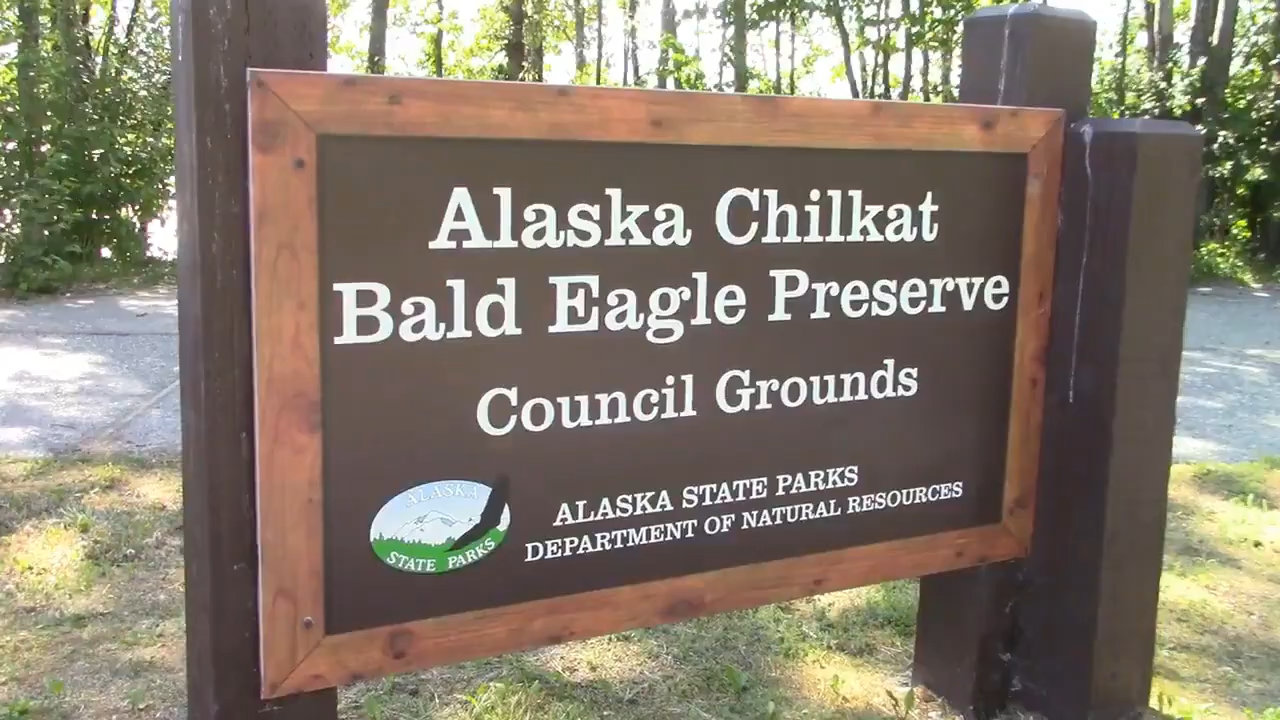 Alaska Chilkat
Bald Eagle Preserve
Council Grounds
ALASKA
STATE PARKS
ALASKA STATE PARKS
DEPARTMENT OF NATURAL RESOURCES